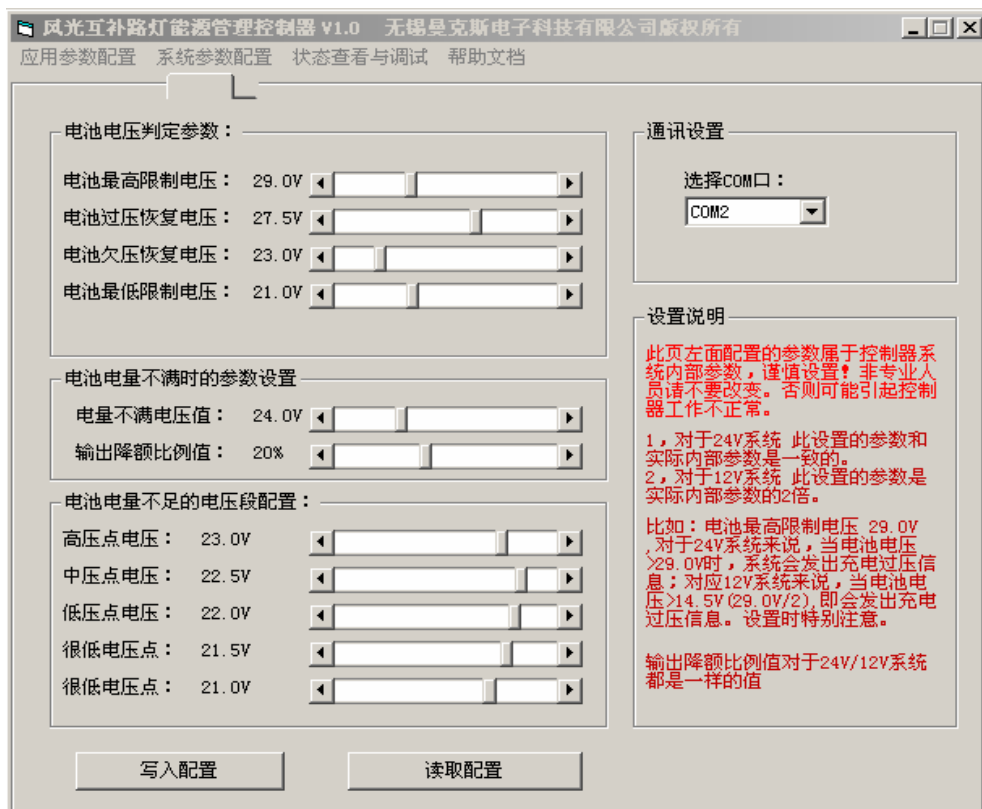 风光互补路灯能源管理控制器 V1.0 无锡曼克斯电子科技有限公司版权所有
应用参数配置 系统参数配置 状态查看与调试 帮助文档
电池电压判定参数：
电池最高限制电压： 29.0V
电池过压恢复电压： 27.5V
电池欠压恢复电压： 23.0V
电池最低限制电压： 21.0V
电池电量不满时的参数设置
电量不满电压值： 24.0V
输出降额比例值： 20%
电池电量不足的电压段配置：
高压点电压： 23.0V
中压点电压： 22.5V
低压点电压： 22.0V
很低电压点： 21.5V
很低电压点： 21.0V
写入配置 读取配置
通讯设置
选择COM口：
COM2
设置说明
此页左面配置的参数属于控制器系
统内部参数，谨慎设置！非专业人
员请不要改变。否则可能引起控制
器工作不正常。
1，对于24V系统 此设置的参数和
实际内部参数是一致的。
2，对于12V系统 此设置的参数是
实际内部参数的2倍。
比如：电池最高限制电压 29.0V
,对于24V系统来说，当电池电压
>29.0V时，系统会发出充电过压信
息；对应12V系统来说，当电池电
压>14.5V(29.0V/2),即会发出充电
过压信息。设置时特别注意。
输出降额比例值对于24V/12V系统
都是一样的值